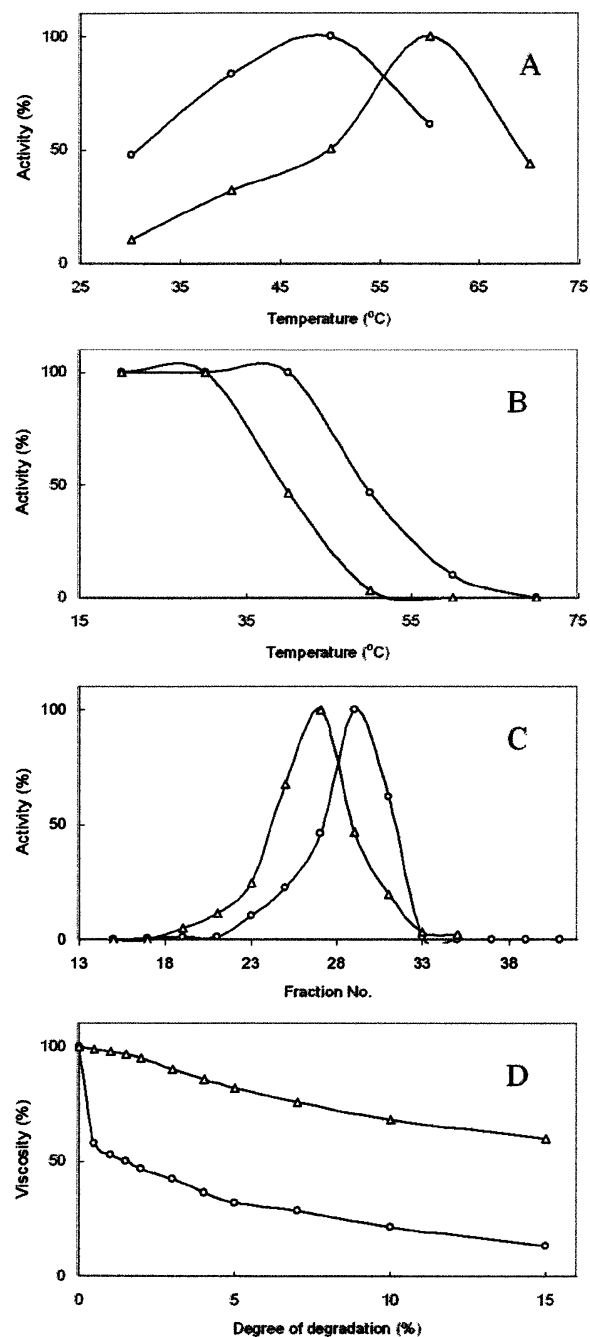 100
50
0
Activity (%)
A
25 35 45 55 65 75
Temperature (°C)
100
50
0
Activity (%)
B
15 35 55 75
Temperature (°C)
100
50
0
Activity (%)
C
13 18 23 28 33 38
Fraction No.
100
50
0
Viscosity (%)
D
0 5 10 15
Degree of degradation (%)